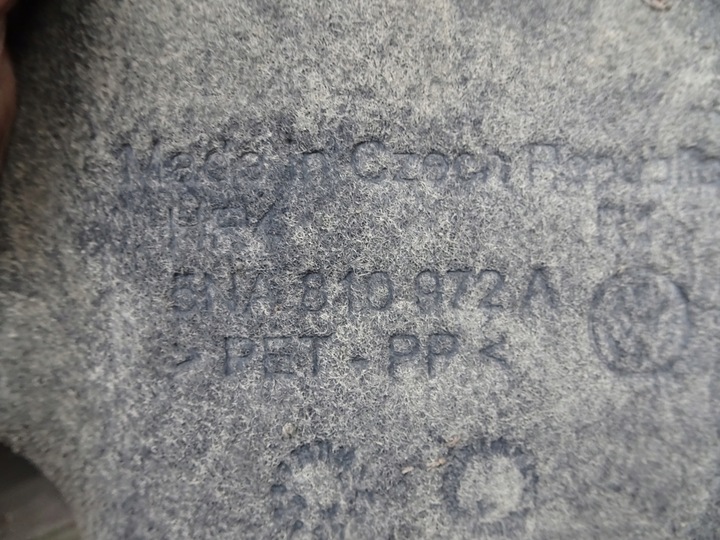 Made in Czech Republic
5NA 810 972 A
> PET - PP <